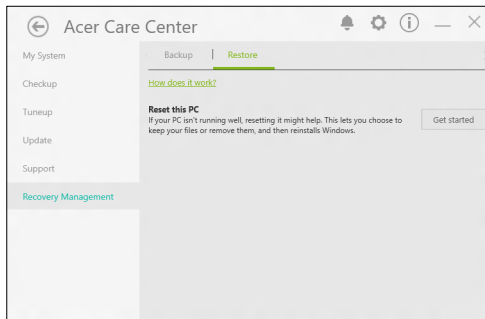 Acer Care Center
My System
Backup
Restore
Checkup
How does it work?
Tuneup
Reset this PC
If your PC isn't running well, resetting it might help. This lets you choose to
keep your files or remove them, and then reinstalls Windows.
Get started
Update
Support
Recovery Management